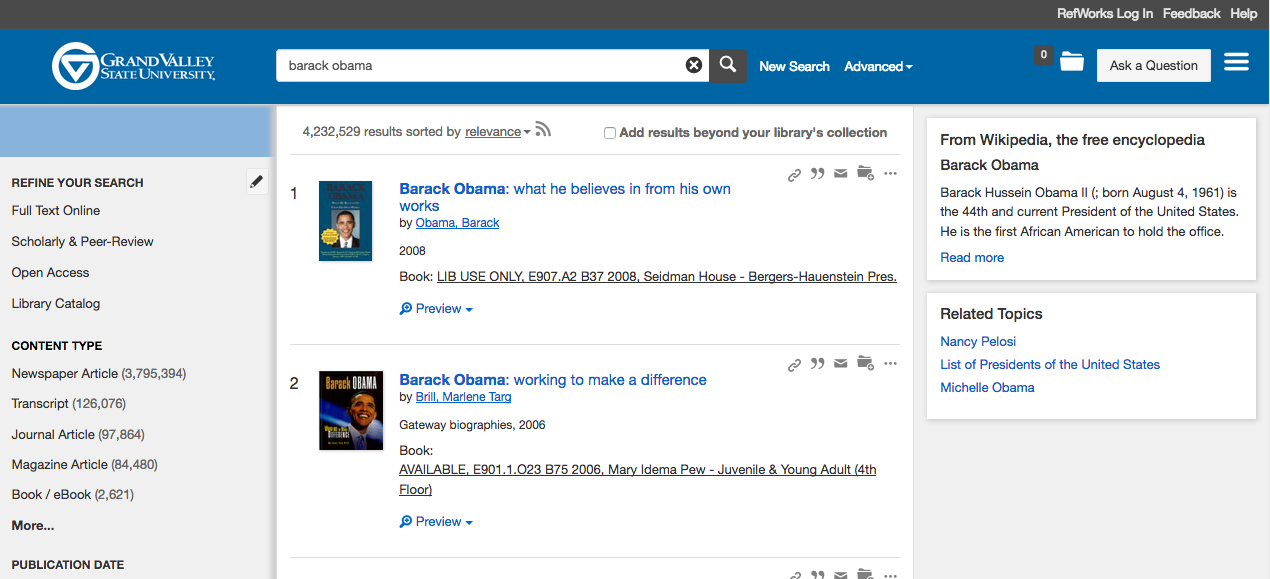 RefWorks Log In Feedback Help
GRAND VALLEY
STATE UNIVERSITY.
barack obama
New Search
Advanced
0
Ask a Question
4,232,529 results sorted by relevance
Add results beyond your library's collection
REFINE YOUR SEARCH
Full Text Online
Scholarly & Peer-Review
Open Access
Library Catalog
CONTENT TYPE
Newspaper Article (3,795,394)
Transcript (126,076)
Journal Article (97,864)
Magazine Article (84,480)
Book / eBook (2,621)
More...
PUBLICATION DATE
1
BARACK OBAMA
Barack Obama: what he believes in from his own
works
by Obama, Barack
2008
Book: LIB USE ONLY, E907.A2 B37 2008, Seidman House - Bergers-Hauenstein Pres.
Preview
2
Barack OBAMA
WORKING TO MAKE A
DIFFERENCE
Barack Obama: working to make a difference
by Brill, Marlene Targ
Gateway biographies, 2006
Book:
AVAILABLE, E901.1.O23 B75 2006, Mary Idema Pew - Juvenile & Young Adult (4th
Floor)
Preview
From Wikipedia, the free encyclopedia
Barack Obama
Barack Hussein Obama II (; born August 4, 1961) is
the 44th and current President of the United States.
He is the first African American to hold the office.
Read more
Related Topics
Nancy Pelosi
List of Presidents of the United States
Michelle Obama